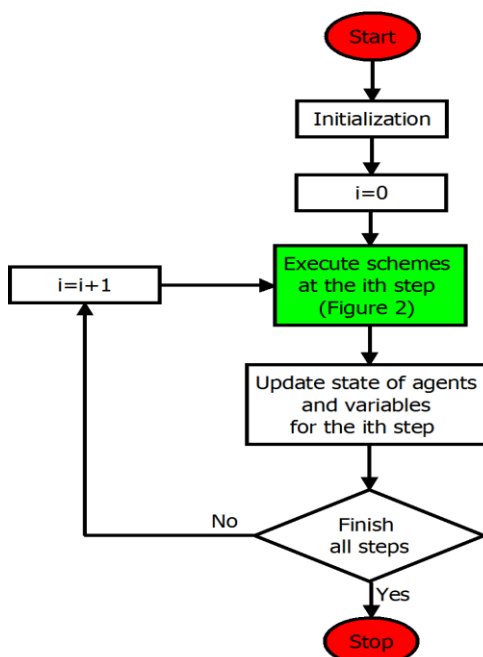 Start
Initialization
i=0
Execute schemes
at the ith step
(Figure 2)
i=i+1
Update state of agents
and variables
for the ith step
Finish
all steps
No
Yes
Stop